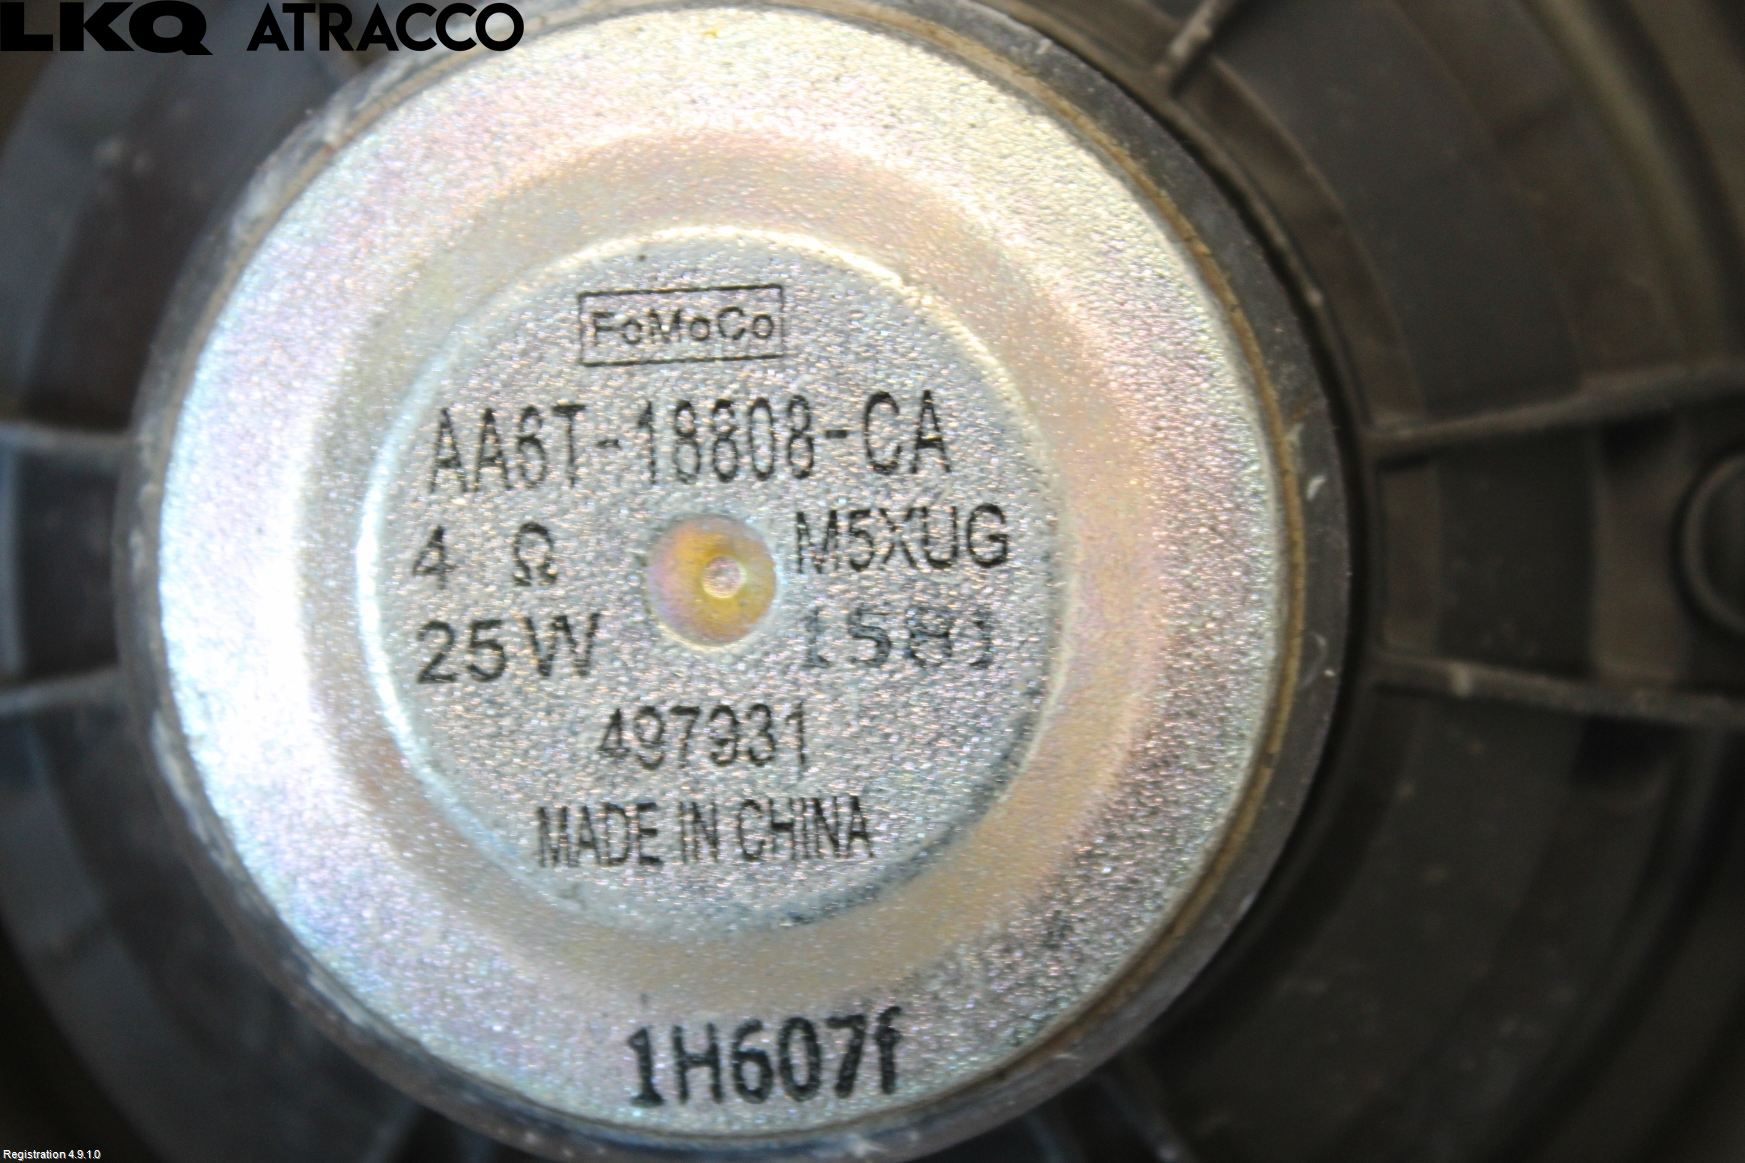 LKQ ATRACCO
FoMoCo
AA6T-18808-CA
4 Ω M5XUG
25W 1581
497931
MADE IN CHINA
1H607f
Registration 4.9.1.0